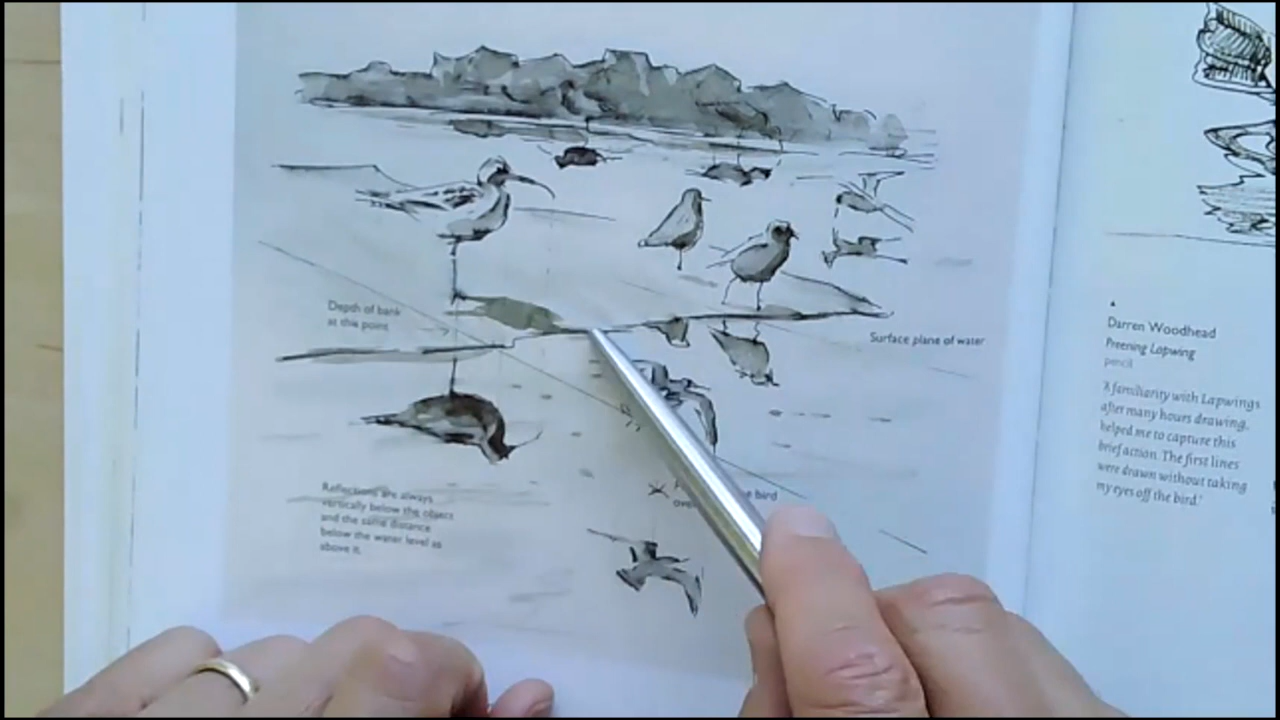 Depth of bank
at this point
Surface plane of water
Reflections are always
vertically below the object
and the same distance
below the water level as
above it.
bird
Darren Woodhead
Preening Lapwing
pencil
'A familiarity with Lapwings
after many hours drawing,
helped me to capture this
brief action. The first lines
were drawn without taking
my eyes off the bird.'